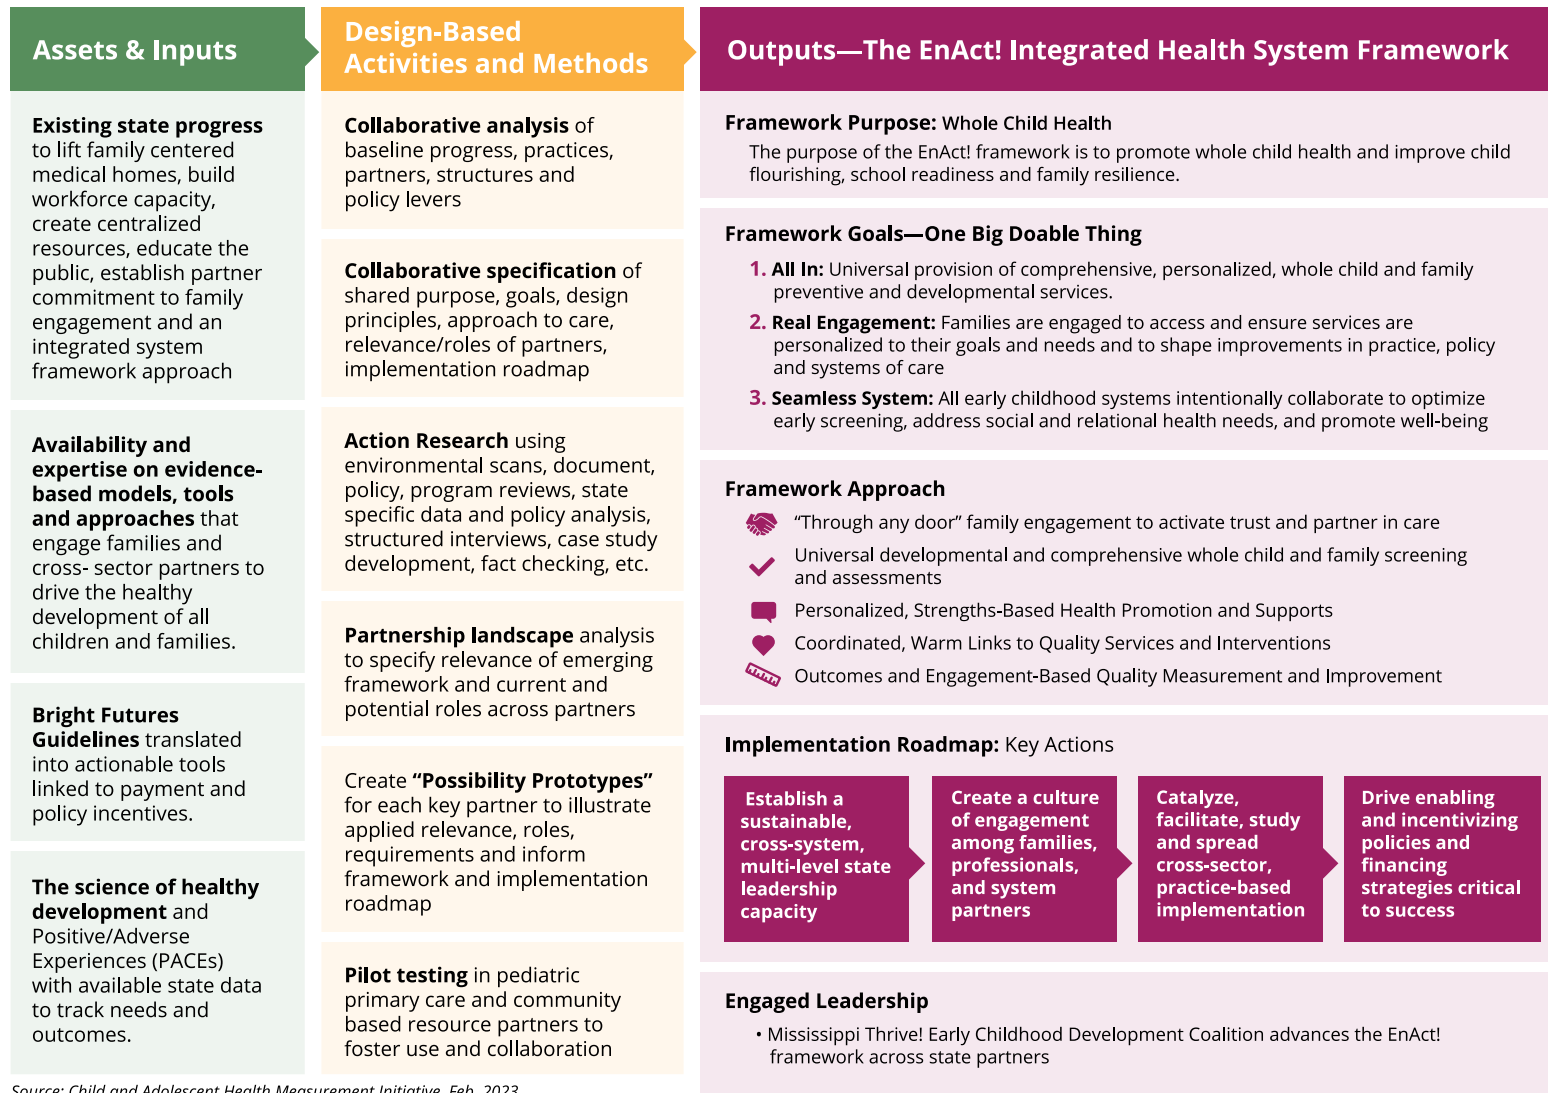 Assets & Inputs
Existing state progress
to lift family centered
medical homes, build
workforce capacity,
create centralized
resources, educate the
public, establish partner
commitment to family
engagement and an
integrated system
framework approach
Availability and
expertise on evidence-
based models, tools
and approaches that
engage families and
cross- sector partners to
drive the healthy
development of all
children and families.
Bright Futures
Guidelines translated
into actionable tools
linked to payment and
policy incentives.
The science of healthy
development and
Positive/Adverse
Experiences (PACEs)
with available state data
to track needs and
outcomes.
Design-Based
Activities and Methods
Collaborative analysis of
baseline progress, practices,
partners, structures and
policy levers
Collaborative specification of
shared purpose, goals, design
principles, approach to care,
relevance/roles of partners,
implementation roadmap
Action Research using
environmental scans, document,
policy, program reviews, state
specific data and policy analysis,
structured interviews, case study
development, fact checking, etc.
Partnership landscape analysis
to specify relevance of emerging
framework and current and
potential roles across partners
Create “Possibility Prototypes”
for each key partner to illustrate
applied relevance, roles,
requirements and inform
framework and implementation
roadmap
Pilot testing in pediatric
primary care and community
based resource partners to
foster use and collaboration
Outputs—The EnAct! Integrated Health System Framework
Framework Purpose: Whole Child Health
The purpose of the EnAct! framework is to promote whole child health and improve child
flourishing, school readiness and family resilience.
Framework Goals—One Big Doable Thing
1. All In: Universal provision of comprehensive, personalized, whole child and family
preventive and developmental services.
2. Real Engagement: Families are engaged to access and ensure services are
personalized to their goals and needs and to shape improvements in practice, policy
and systems of care
3. Seamless System: All early childhood systems intentionally collaborate to optimize
early screening, address social and relational health needs, and promote well-being
Framework Approach
“Through any door” family engagement to activate trust and partner in care
Universal developmental and comprehensive whole child and family screening
and assessments
Personalized, Strengths-Based Health Promotion and Supports
Coordinated, Warm Links to Quality Services and Interventions
Outcomes and Engagement-Based Quality Measurement and Improvement
Implementation Roadmap: Key Actions
Establish a
sustainable,
cross-system,
multi-level state
leadership
capacity
Create a culture
of engagement
among families,
professionals,
and system
partners
Catalyze,
facilitate, study
and spread
cross-sector,
practice-based
implementation
Drive enabling
and incentivizing
policies and
financing
strategies critical
to success
Engaged Leadership
• Mississippi Thrive! Early Childhood Development Coalition advances the EnAct!
framework across state partners
Source: Child and Adolescent Health Measurement Initiative, Feb. 2023